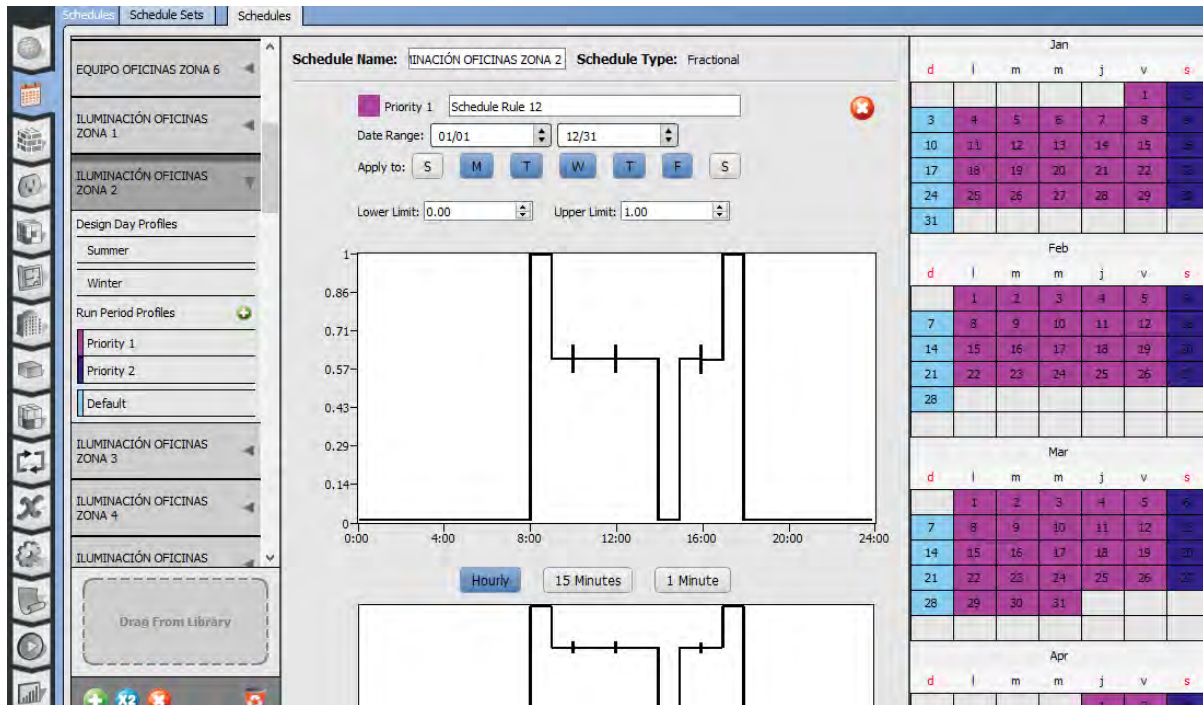 Schedules Schedule Sets Schedules
EQUIPO OFICINAS ZONA 6
ILUMINACIÓN OFICINAS
ZONA 1
ILUMINACIÓN OFICINAS
ZONA 2
Design Day Profiles
Summer
Winter
Run Period Profiles
Priority 1
Priority 2
Default
ILUMINACIÓN OFICINAS
ZONA 3
ILUMINACIÓN OFICINAS
ZONA 4
ILUMINACIÓN OFICINAS
Drag From Library
X2
Schedule Name: INACIÓN OFICINAS ZONA 2 Schedule Type: Fractional
Priority 1 Schedule Rule 12
Date Range: 01/01 12/31
Apply to: S M T W T F S
Lower Limit: 0.00 Upper Limit: 1.00
1
0.86
0.71
0.57
0.43
0.29
0.14
0
0:00 4:00 8:00 12:00 16:00 20:00 24:00
Hourly 15 Minutes 1 Minute
Jan
d l m m j v s
1
3 4 5 6 7 8
10 11 12 13 14 15
17 18 19 20 21 22
24 25 26 27 28 29
31
Feb
d l m m j v s
1 2 3 4 5
7 8 9 10 11 12
14 15 16 17 18 19
21 22 23 24 25 26
28
Mar
d l m m j v s
1 2 3 4 5 6
7 8 9 10 11 12
14 15 16 17 18 19
21 22 23 24 25 26
28 29 30 31
Apr
d l m m j v s